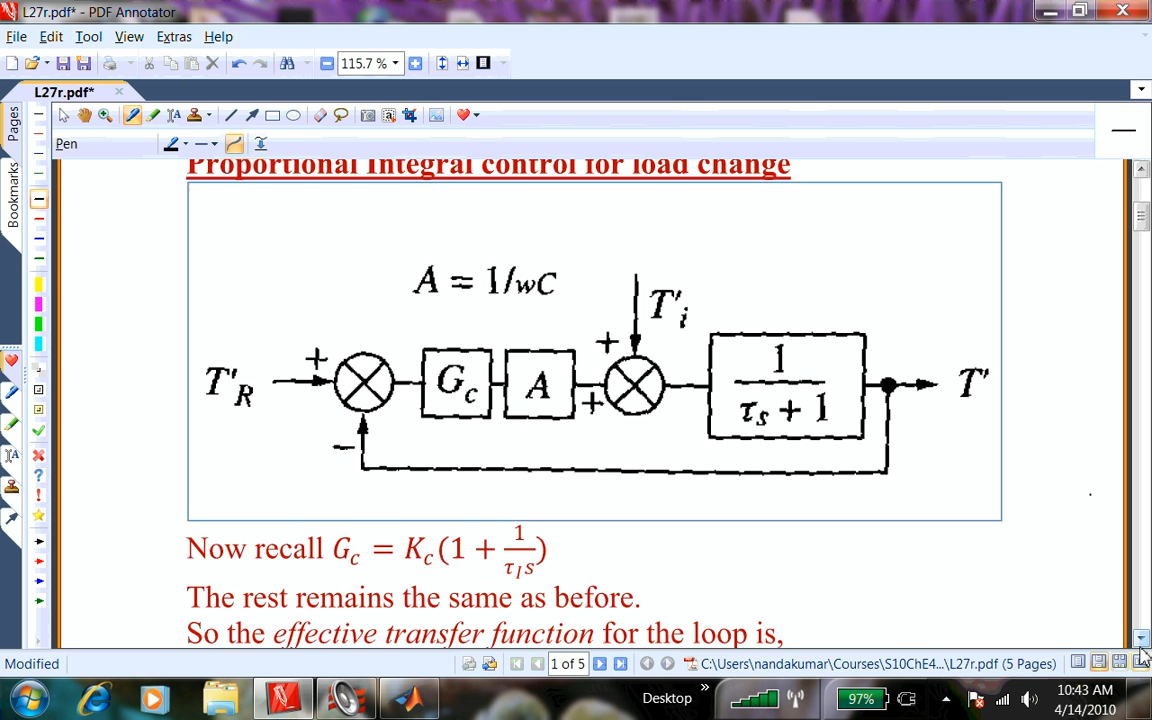 L27r.pdf* - PDF Annotator
File Edit Tool View Extras Help
115.7 %
L27r.pdf*
Pen
Pages
Bookmarks
Proportional Integral control for load change
A = 1/wC
T'i
T'R + Gc A + + 1 T'
τs + 1
−
Now recall Gc = Kc(1 + 1/τIs)
The rest remains the same as before.
So the effective transfer function for the loop is,
Modified 1 of 5 C:\Users\nandakumar\Courses\S10ChE4...\L27r.pdf (5 Pages)
Desktop » 97% 10:43 AM
4/14/2010